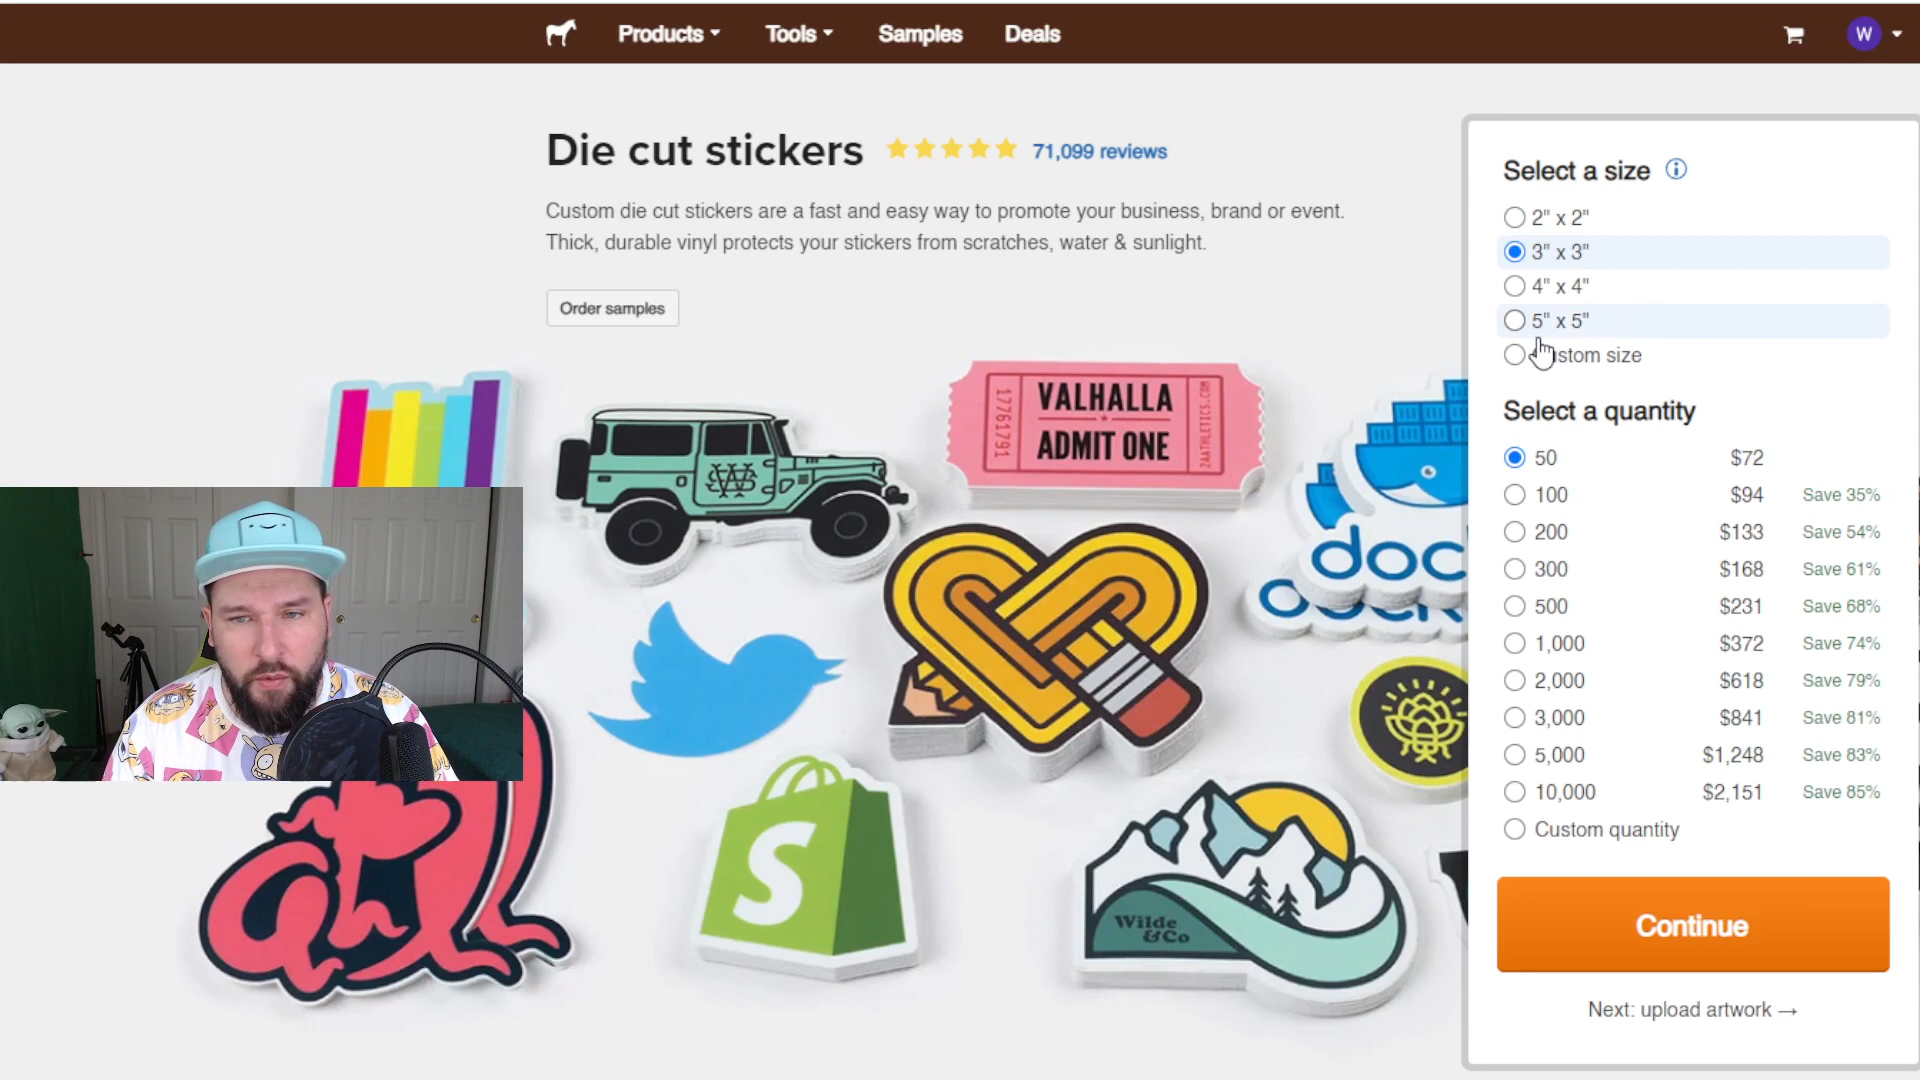 Products
Tools
Samples
Deals
W
Die cut stickers
71,099 reviews
Custom die cut stickers are a fast and easy way to promote your business, brand or event.
Thick, durable vinyl protects your stickers from scratches, water & sunlight.
Order samples
Select a size
2" x 2"
3" x 3"
4" x 4"
5" x 5"
stom size
Select a quantity
50 $72
100 $94 Save 35%
200 $133 Save 54%
300 $168 Save 61%
500 $231 Save 68%
1,000 $372 Save 74%
2,000 $618 Save 79%
3,000 $841 Save 81%
5,000 $1,248 Save 83%
10,000 $2,151 Save 85%
Custom quantity
Continue
Next: upload artwork →
17761791
VALHALLA
ADMIT ONE
2AATHLETICS.COM
doc
S
Wilde
&Co